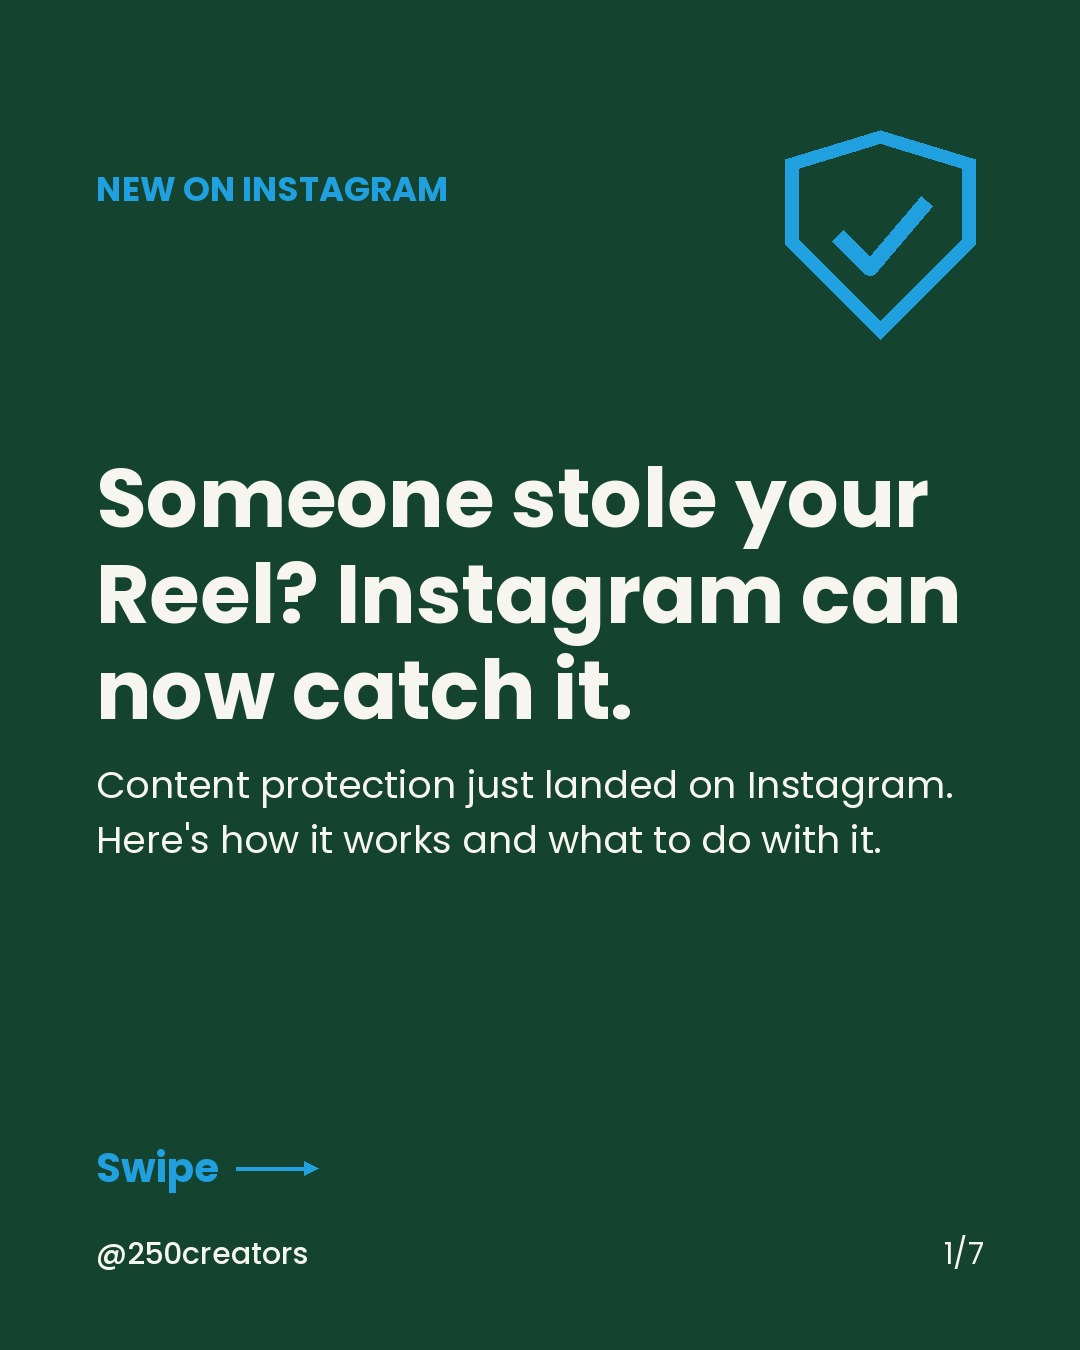 NEW ON INSTAGRAM
Someone stole your
Reel? Instagram can
now catch it.
Content protection just landed on Instagram.
Here's how it works and what to do with it.
Swipe
@250creators
1/7